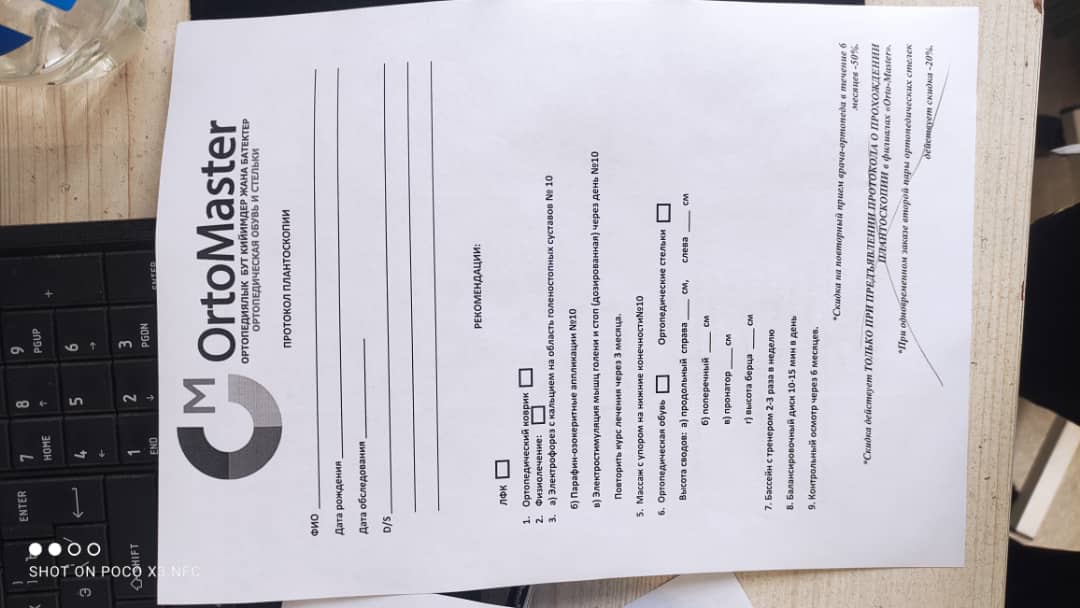 SHOT ON POCO X3 NFC
ENTER
7 HOME
8
9 PGUP
+
Э
4
5
6
SHIFT
1 END
2
3 PGDN
ENTER
M OrtoMaster
ОРТОПЕДИЯЛЫК БУТ КИЙИМДЕР ЖАНА БАТЕКТЕР
ОРТОПЕДИЧЕСКАЯ ОБУВЬ И СТЕЛЬКИ
ПРОТОКОЛ ПЛАНТОСКОПИИ
ФИО
Дата рождения
Дата обследования
D/S
РЕКОМЕНДАЦИИ:
ЛФК
1. Ортопедический коврик
2. Физиолечение:
3. а) Электрофорез с кальцием на область голеностопных суставов № 10
б) Парафин-озокеритные аппликации №10
в) Электростимуляция мышц голени и стоп (дозированная) через день №10
Повторить курс лечения через 3 месяца.
5. Массаж с упором на нижние конечности№10
6. Ортопедическая обувь Ортопедические стельки
Высота сводов: а) продольный справа ____ см, слева ____ см
б) поперечный ____ см
в) пронатор ____ см
г) высота берца ____ см
7. Бассейн с тренером 2-3 раза в неделю
8. Балансировочный диск 10-15 мин в день
9. Контрольный осмотр через 6 месяцев.
*Скидка на повторный прием врача-ортопеда в течение 6
месяцев -50%.
*Скидка действует ТОЛЬКО ПРИ ПРЕДЪЯВЛЕНИИ ПРОТОКОЛА О ПРОХОЖДЕНИИ
ПЛАНТОСКОПИИ в филиалах «Orto-Master».
*При одновременном заказе второй пары ортопедических стелек
действует скидка -20%.